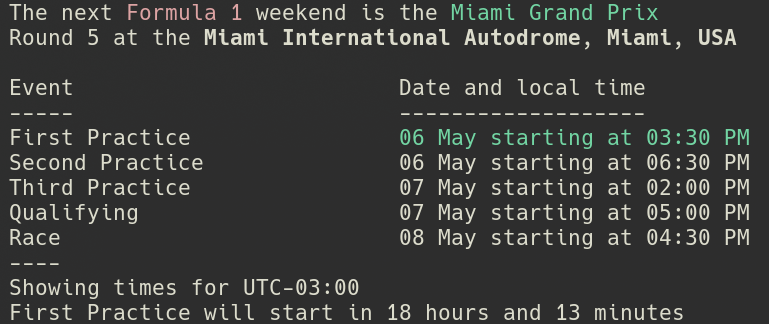 The next Formula 1 weekend is the Miami Grand Prix
Round 5 at the Miami International Autodrome, Miami, USA
Event Date and local time
----- -------------------
First Practice 06 May starting at 03:30 PM
Second Practice 06 May starting at 06:30 PM
Third Practice 07 May starting at 02:00 PM
Qualifying 07 May starting at 05:00 PM
Race 08 May starting at 04:30 PM
----
Showing times for UTC-03:00
First Practice will start in 18 hours and 13 minutes